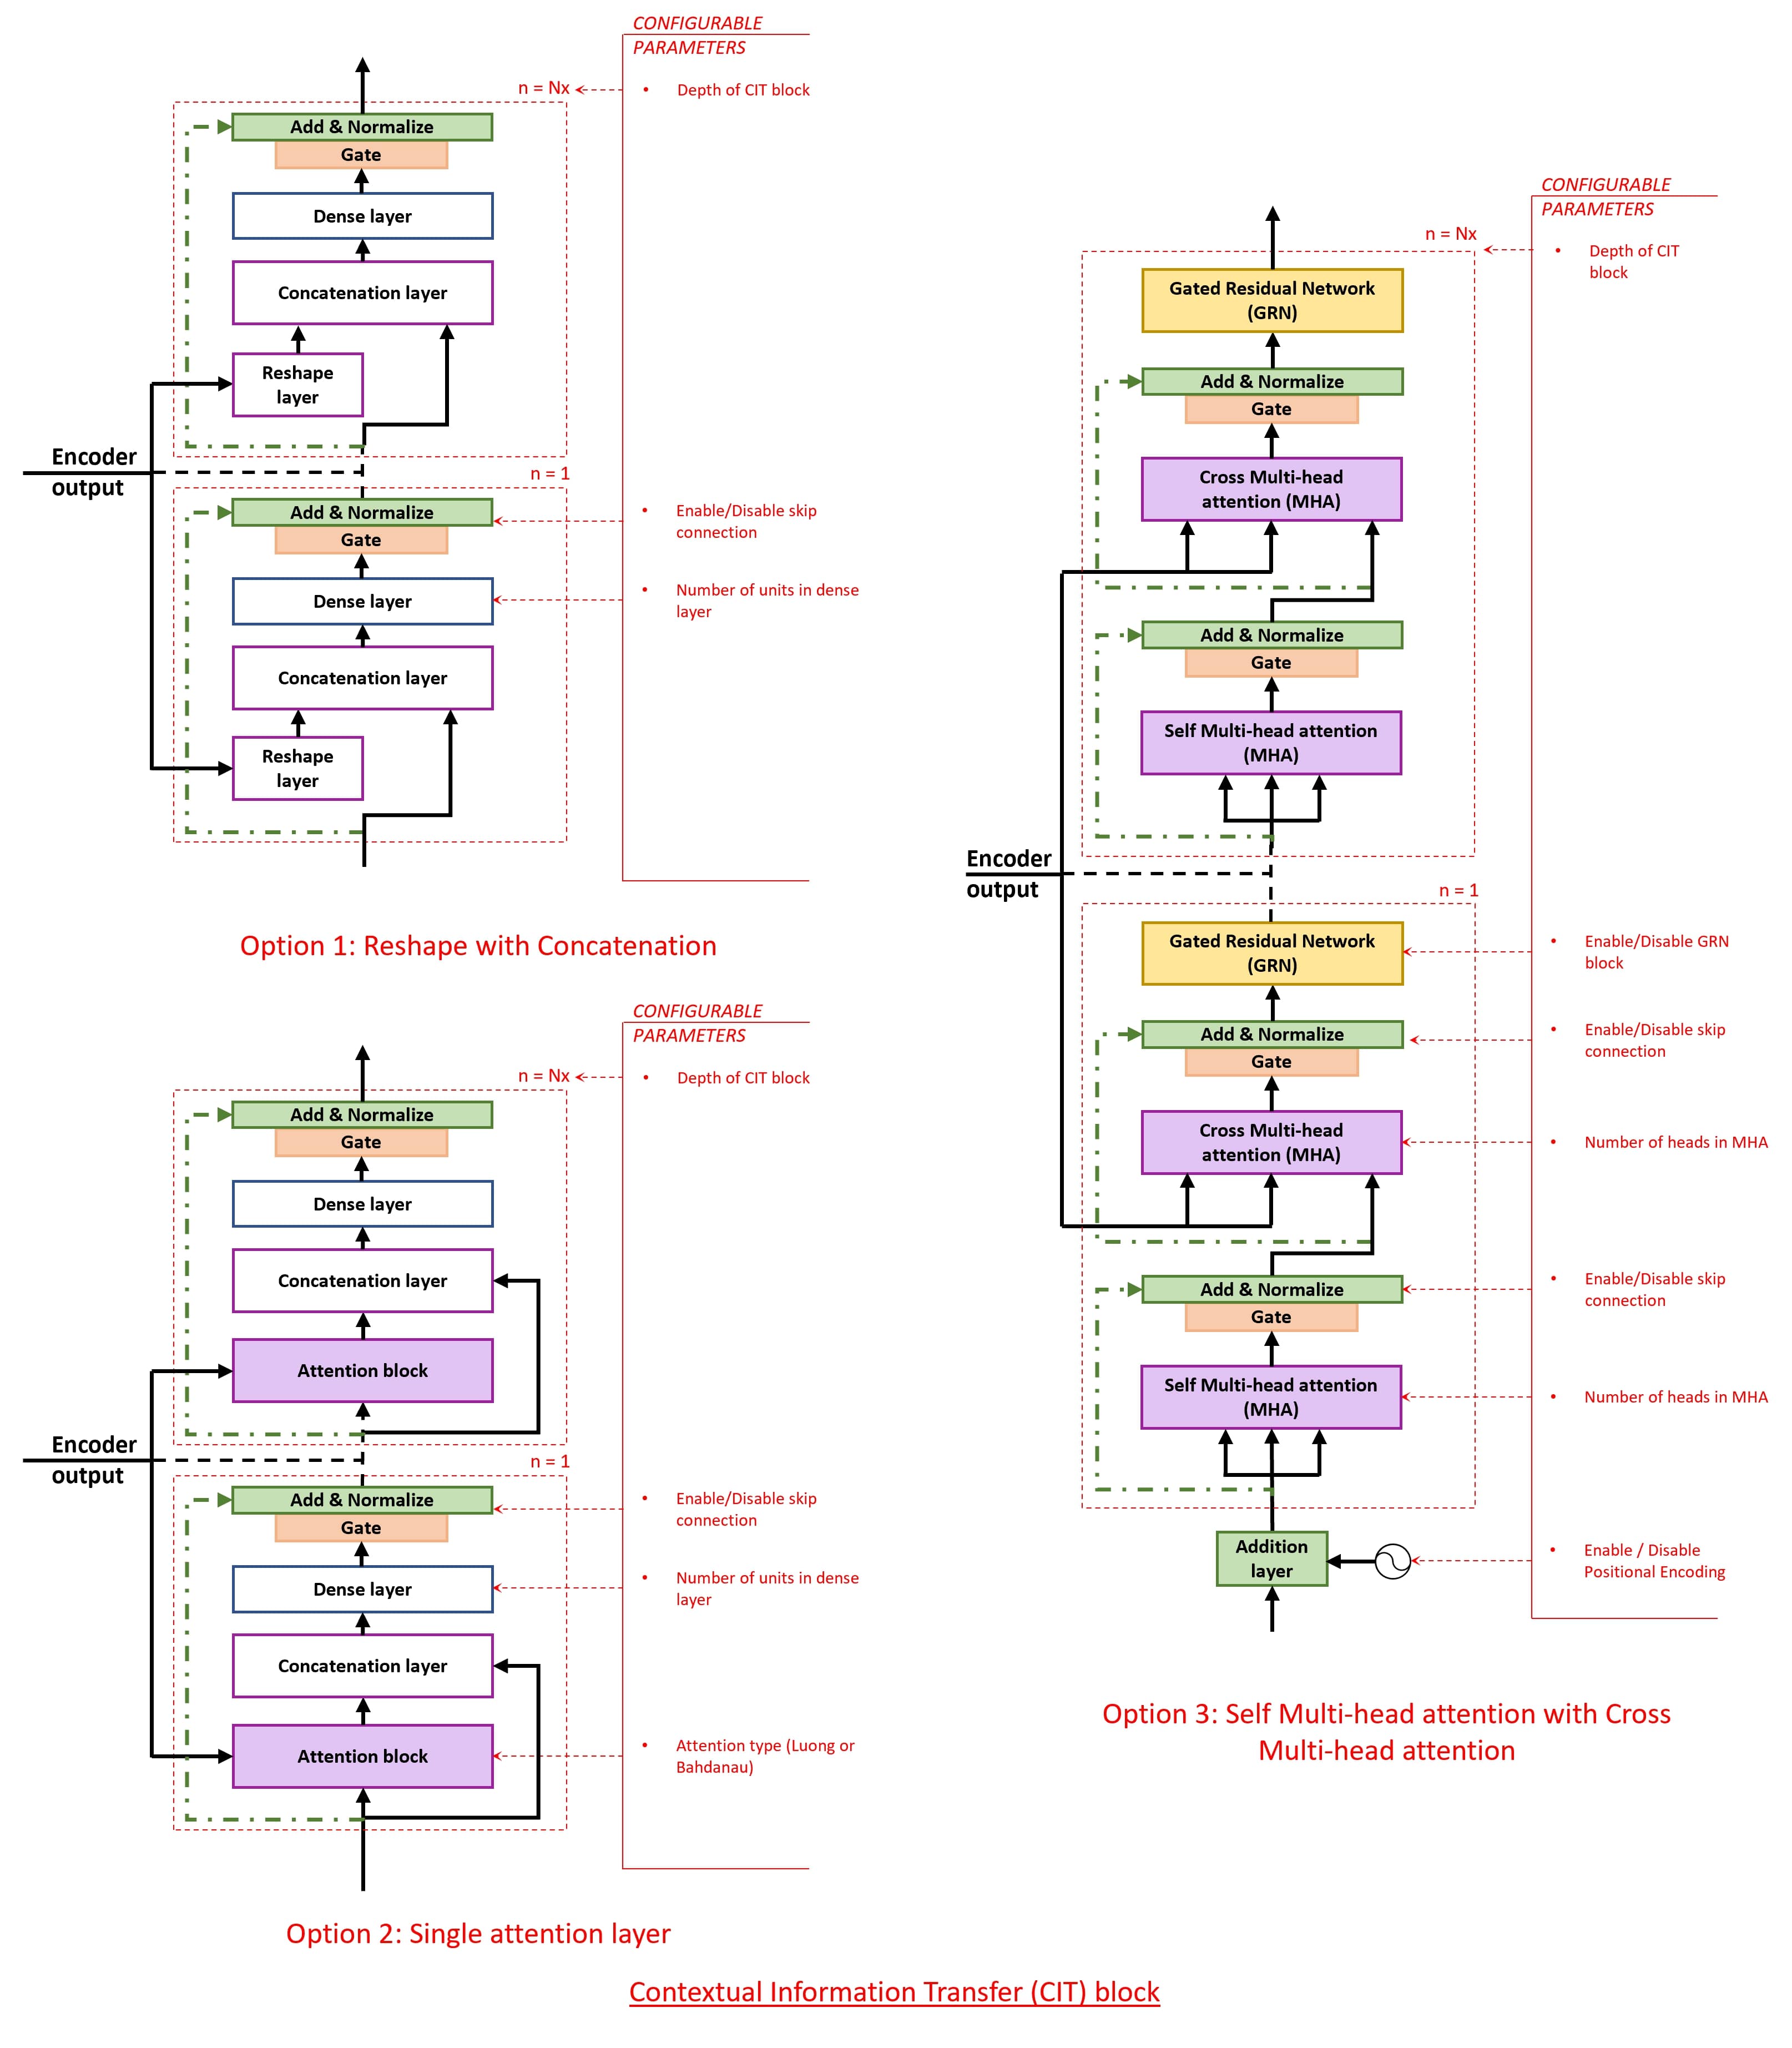 CONFIGURABLE
PARAMETERS
n = Nx
• Depth of CIT block
Add & Normalize
Gate
Dense layer
Concatenation layer
Reshape
layer
Encoder
output
n = 1
Add & Normalize
Gate
• Enable/Disable skip
connection
Dense layer
• Number of units in dense
layer
Concatenation layer
Reshape
layer
Option 1: Reshape with Concatenation
CONFIGURABLE
PARAMETERS
n = Nx
• Depth of CIT block
Add & Normalize
Gate
Dense layer
Concatenation layer
Attention block
Encoder
output
n = 1
Add & Normalize
Gate
• Enable/Disable skip
connection
Dense layer
• Number of units in dense
layer
Concatenation layer
Attention block
• Attention type (Luong or
Bahdanau)
Option 2: Single attention layer
CONFIGURABLE
PARAMETERS
n = Nx
• Depth of CIT
block
Gated Residual Network
(GRN)
Add & Normalize
Gate
Cross Multi-head
attention (MHA)
Add & Normalize
Gate
Self Multi-head attention
(MHA)
Encoder
output
n = 1
Gated Residual Network
(GRN)
• Enable/Disable GRN
block
Add & Normalize
Gate
• Enable/Disable skip
connection
Cross Multi-head
attention (MHA)
• Number of heads in MHA
Add & Normalize
Gate
• Enable/Disable skip
connection
Self Multi-head attention
(MHA)
• Number of heads in MHA
Addition
layer
• Enable / Disable
Positional Encoding
Option 3: Self Multi-head attention with Cross
Multi-head attention
Contextual Information Transfer (CIT) block